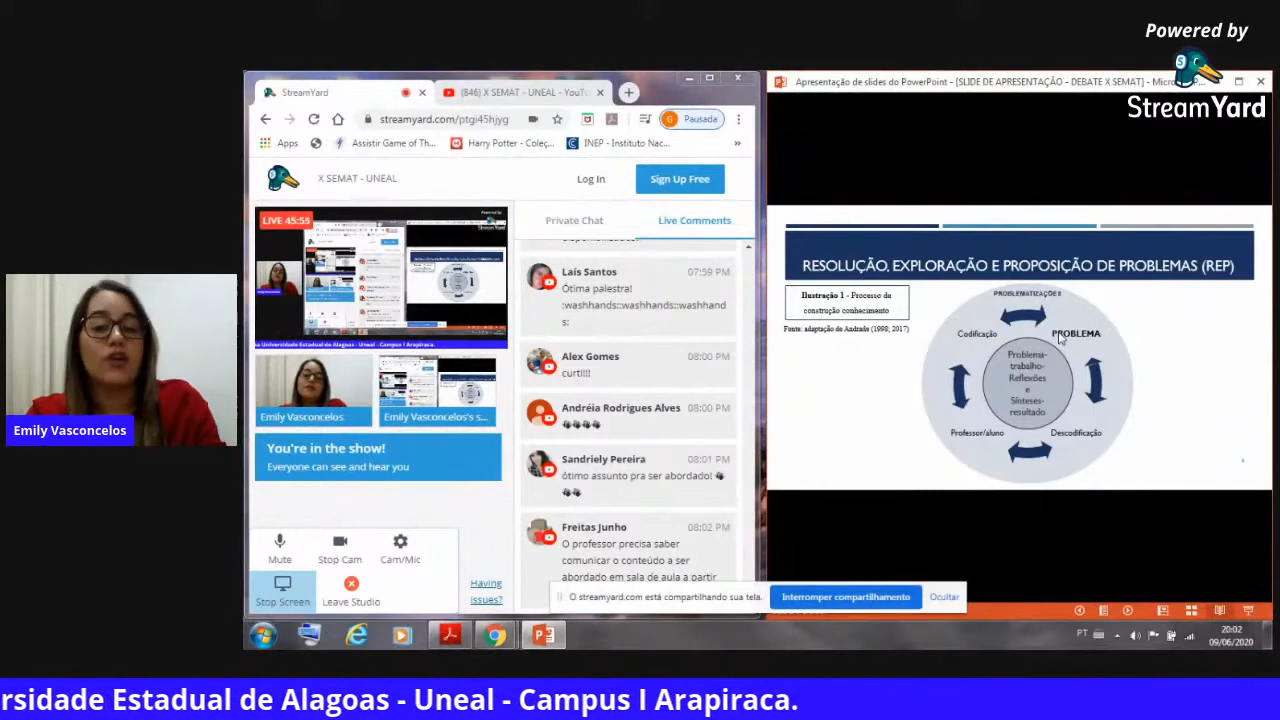 Powered by
StreamYard
StreamYard
(846) X SEMAT - UNEAL - YouTu
Apresentação de slides do PowerPoint - [SLIDE DE APRESENTAÇÃO - DEBATE X SEMAT] - Micro
streamyard.com/ptgi45hjyg
G
Pausada
Apps
Assistir Game of Th...
Harry Potter - Coleç...
INEP - Instituto Nac...
X SEMAT - UNEAL
Log In
Sign Up Free
Private Chat
Live Comments
LIVE 45:55
a Universidade Estadual de Alagoas - Uneal - Campus I Arapiraca.
Laís Santos
07:59 PM
Ótima palestra!
:washhands::washhands::washhand
s:
Alex Gomes
08:00 PM
curti!!!
Andréia Rodrigues Alves
08:00 PM
Sandriely Pereira
08:01 PM
ótimo assunto pra ser abordado!
Freitas Junho
08:02 PM
O professor precisa saber
comunicar o conteúdo a ser
abordado em sala de aula a partir
Emily Vasconcelos
Emily Vasconcelos's s...
You're in the show!
Everyone can see and hear you
Mute
Stop Cam
Cam/Mic
Stop Screen
Leave Studio
Having
issues?
O streamyard.com está compartilhando sua tela.
Interromper compartilhamento
Ocultar
RESOLUÇÃO, EXPLORAÇÃO E PROPOSIÇÃO DE PROBLEMAS (REP)
Ilustração 1 - Processo de
construção conhecimento
Fonte: adaptação de Andrade (1998; 2017)
Codificação
PROBLEMA
Problema-
trabalho-
Reflexões
e
Sínteses-
resultado
Professor/aluno
Descodificação
PT
20:02
09/06/2020
Emily Vasconcelos
rsidade Estadual de Alagoas - Uneal - Campus I Arapiraca.